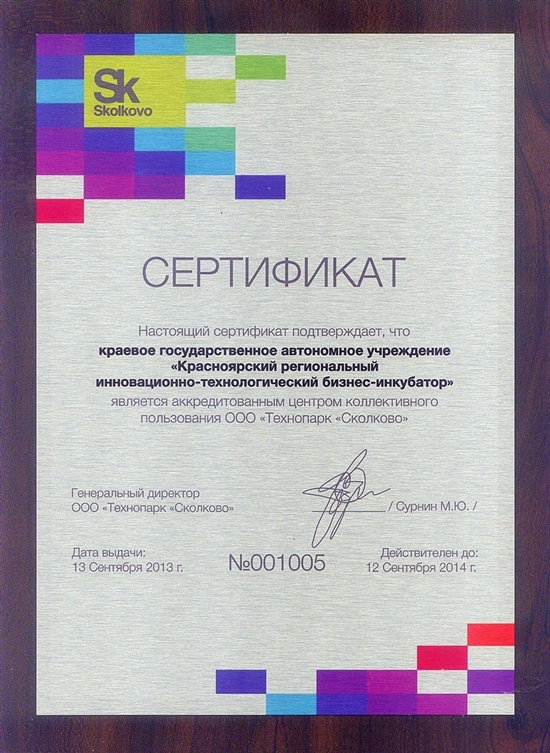 Sk
Skolkovo
СЕРТИФИКАТ
Настоящий сертификат подтверждает, что
краевое государственное автономное учреждение
«Красноярский региональный
инновационно-технологический бизнес-инкубатор»
является аккредитованным центром коллективного
пользования ООО «Технопарк «Сколково»
Генеральный директор
ООО «Технопарк «Сколково»
/ Сурнин М.Ю. /
Дата выдачи:
13 Сентября 2013 г.
№001005
Действителен до:
12 Сентября 2014 г.